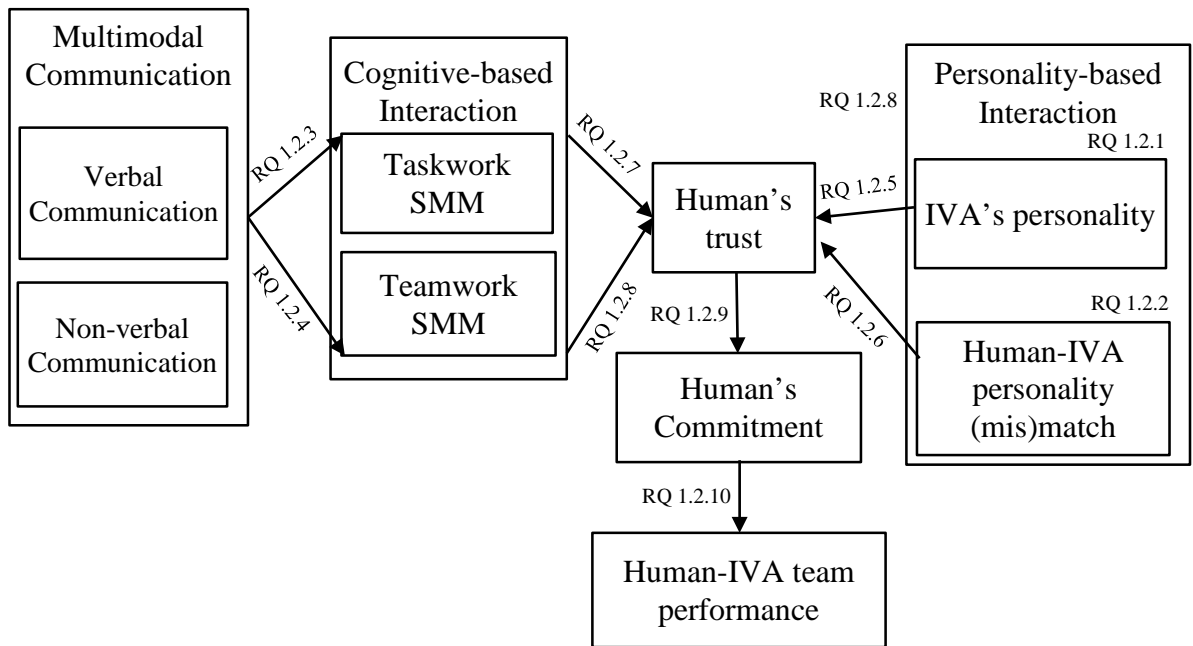 Multimodal
Communication
Verbal
Communication
Non-verbal
Communication
RQ 1.2.3
RQ 1.2.4
Cognitive-based
Interaction
Taskwork
SMM
Teamwork
SMM
RQ 1.2.7
RQ 1.2.8
Human’s
trust
RQ 1.2.9
Human’s
Commitment
RQ 1.2.10
Human-IVA team
performance
RQ 1.2.8
RQ 1.2.5
RQ 1.2.6
Personality-based
Interaction
RQ 1.2.1
IVA’s personality
RQ 1.2.2
Human-IVA
personality
(mis)match